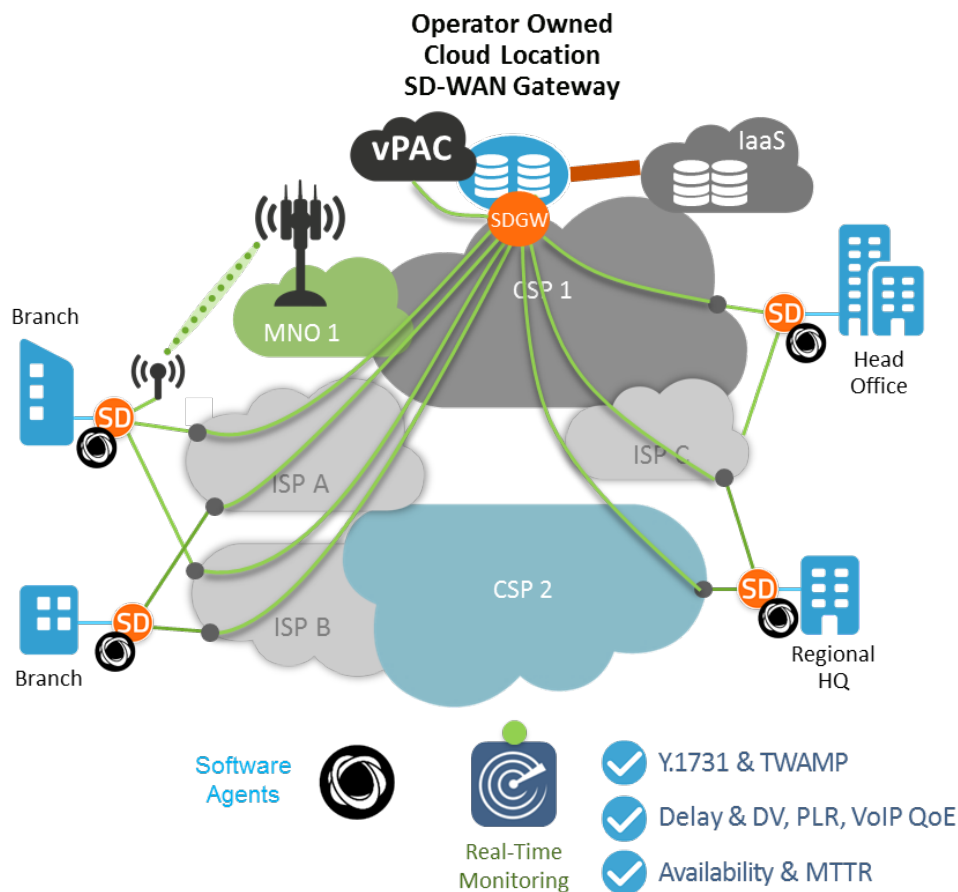 Operator Owned
Cloud Location
SD-WAN Gateway
vPAC
IaaS
SDGW
CSP 1
MNO 1
Branch
SD
SD
Head
Office
ISP A
ISP C
CSP 2
SD
SD
ISP B
Branch
Regional
HQ
Software
Agents
Real-Time
Monitoring
Y.1731 & TWAMP
Delay & DV, PLR, VoIP QoE
Availability & MTTR